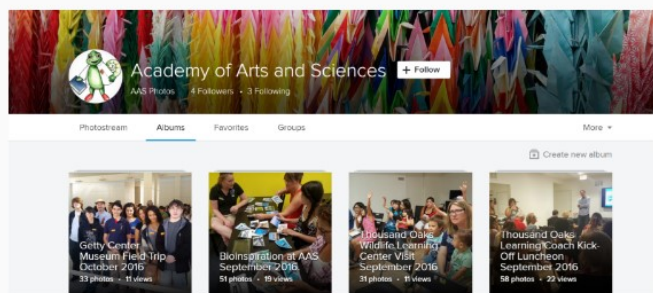 Academy of Arts and Sciences + Follow
AAS Photos 4 Followers • 3 Following
Photostream Albums Favorites Groups More
Create new album
Getty Center
Museum Field Trip
October 2016
33 photos • 11 views
Bioinspiration at AAS
September 2016
51 photos • 19 views
Thousand Oaks
Wildlife Learning
Center Visit
September 2016
31 photos • 11 views
Thousand Oaks
Learning Coach Kick-
Off Luncheon
September 2016
58 photos • 22 views